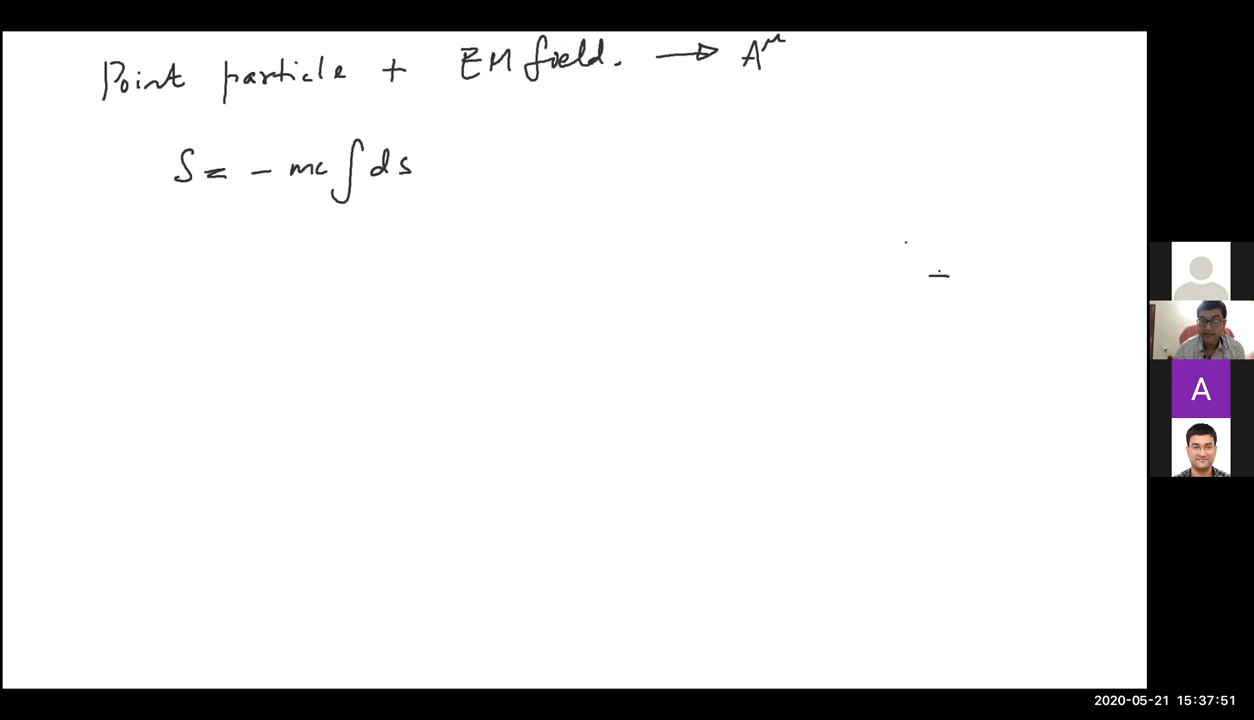 Point particle + EM field. → A^μ
S = - mc ∫ ds
A
2020-05-21 15:37:51